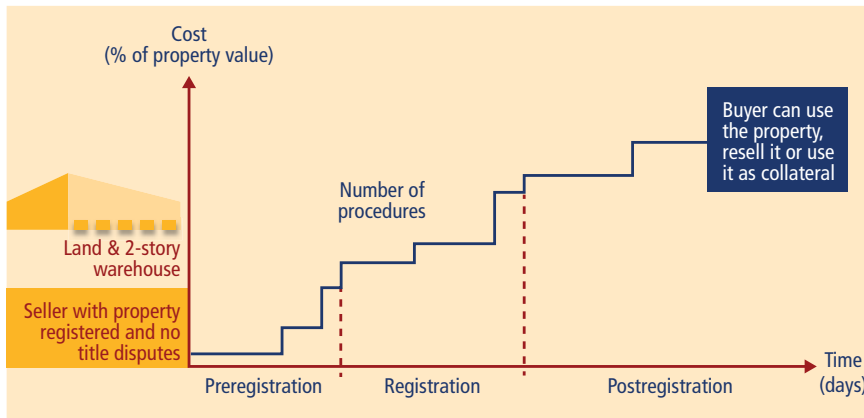 Cost
(% of property value)
Buyer can use
the property,
resell it or use
it as collateral
Number of
procedures
Land & 2-story
warehouse
Seller with property
registered and no
title disputes
Time
(days)
Preregistration
Registration
Postregistration